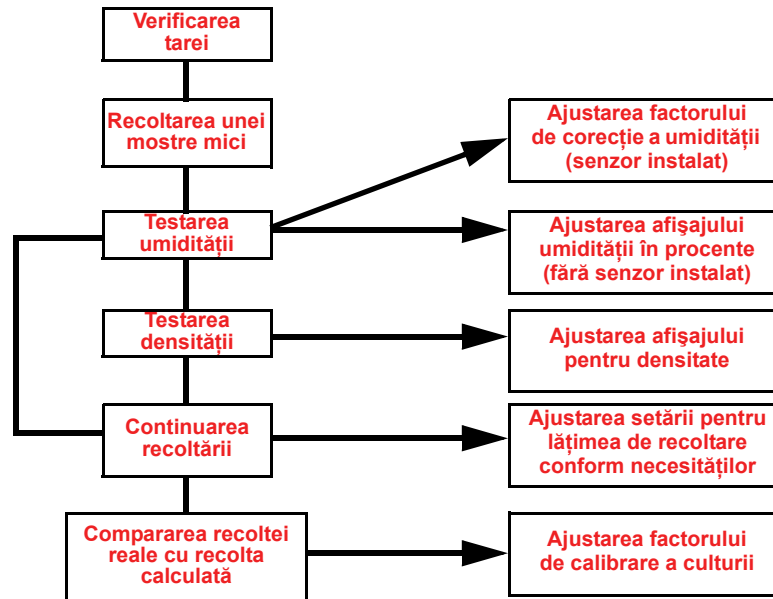 Verificarea
tarei
Recoltarea unei
mostre mici
Ajustarea factorului
de corecție a umidității
(senzor instalat)
Testarea
umidității
Ajustarea afişajului
umidității în procente
(fără senzor instalat)
Testarea
densității
Ajustarea afişajului
pentru densitate
Continuarea
recoltării
Ajustarea setării pentru
lățimea de recoltare
conform necesităților
Compararea recoltei
reale cu recolta
calculată
Ajustarea factorului
de calibrare a culturii